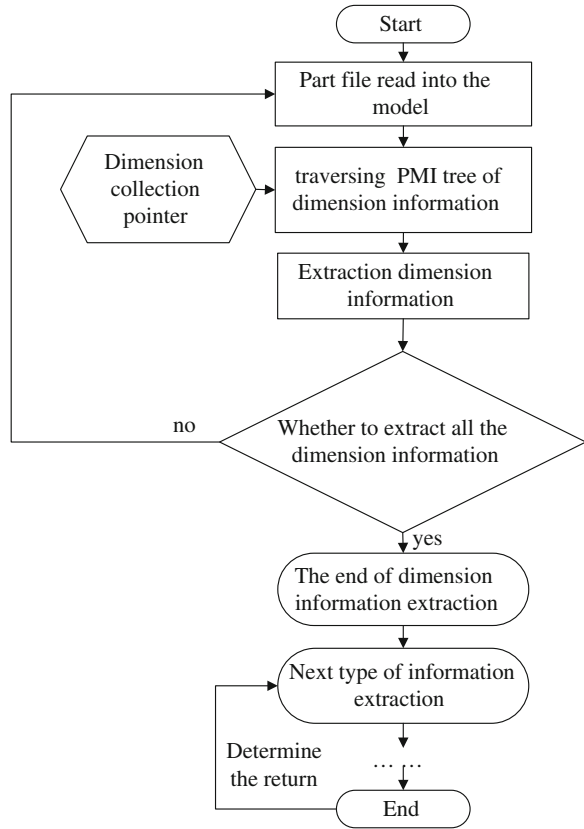 Start
Part file read into the
model
Dimension
collection
pointer
traversing PMI tree of
dimension information
Extraction dimension
information
no
Whether to extract all the
dimension information
yes
The end of dimension
information extraction
Next type of information
extraction
Determine
the return
... ...
End